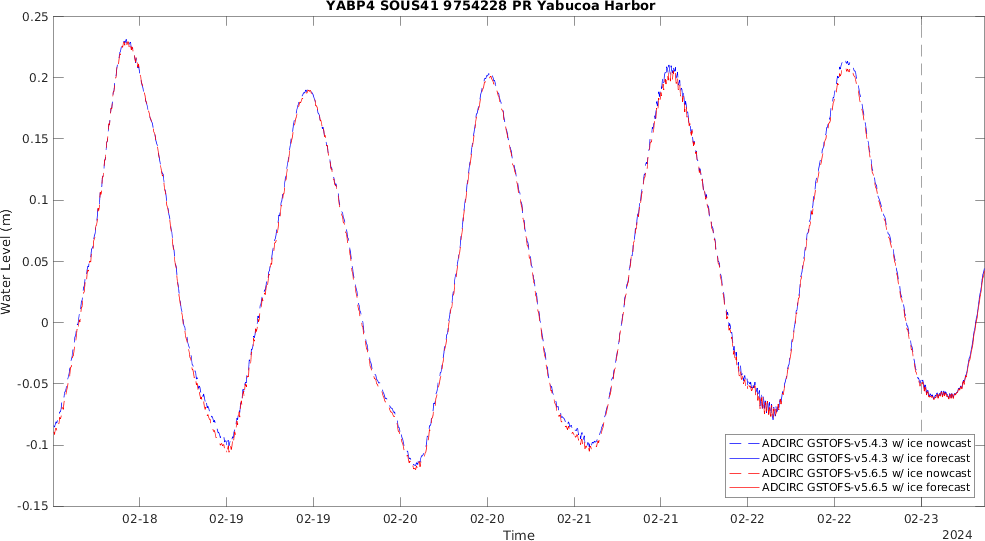 YABP4 SOUS41 9754228 PR Yabucoa Harbor
0.25
0.2
0.15
0.1
0.05
0
-0.05
-0.1
-0.15
Water Level (m)
02-18
02-19
02-19
02-20
02-20
02-21
02-21
02-22
02-22
02-23
Time
2024
ADCIRC GSTOFS-v5.4.3 w/ ice nowcast
ADCIRC GSTOFS-v5.4.3 w/ ice forecast
ADCIRC GSTOFS-v5.6.5 w/ ice nowcast
ADCIRC GSTOFS-v5.6.5 w/ ice forecast